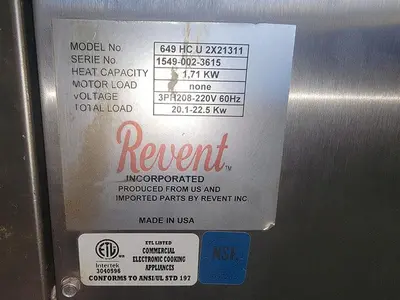 MODEL No 649 HC U 2X21311
SERIE No 1549-002-3615
HEAT CAPACITY 1,71 KW
MOTOR LOAD none
VOLTAGE 3PH208-220V 60Hz
TOTAL LOAD 20.1-22.5 Kw
Revent TM
INCORPORATED
PRODUCED FROM US AND
IMPORTED PARTS BY REVENT INC.
MADE IN USA
ETL LISTED
COMMERCIAL
ELECTRONIC COOKING
APPLIANCES
ETL
Intertek
3040596
CONFORMS TO ANSI/UL STD 197
NSF